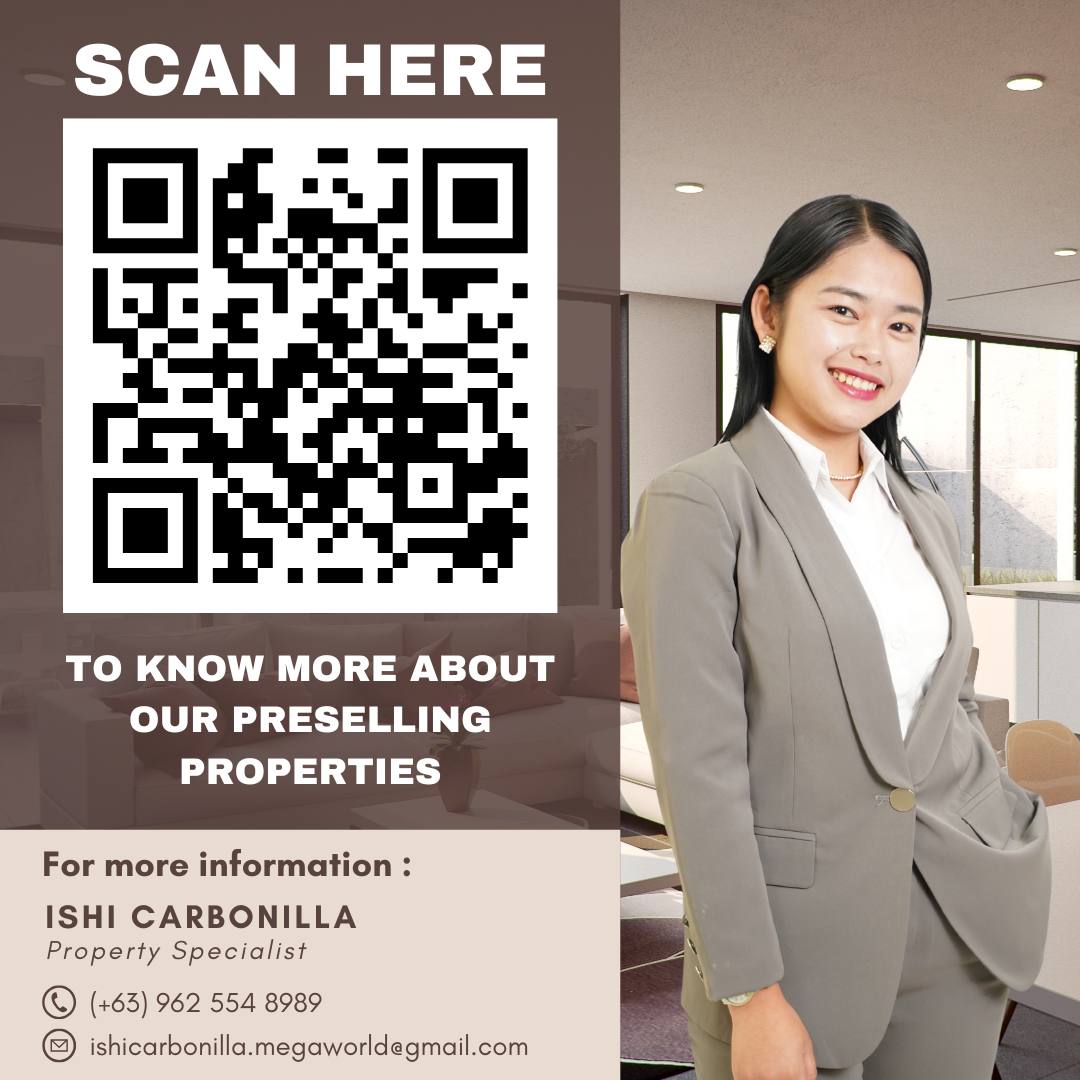 SCAN HERE
TO KNOW MORE ABOUT
OUR PRESELLING
PROPERTIES
For more information :
ISHI CARBONILLA
Property Specialist
(+63) 962 554 8989
ishicarbonilla.megaworld@gmail.com